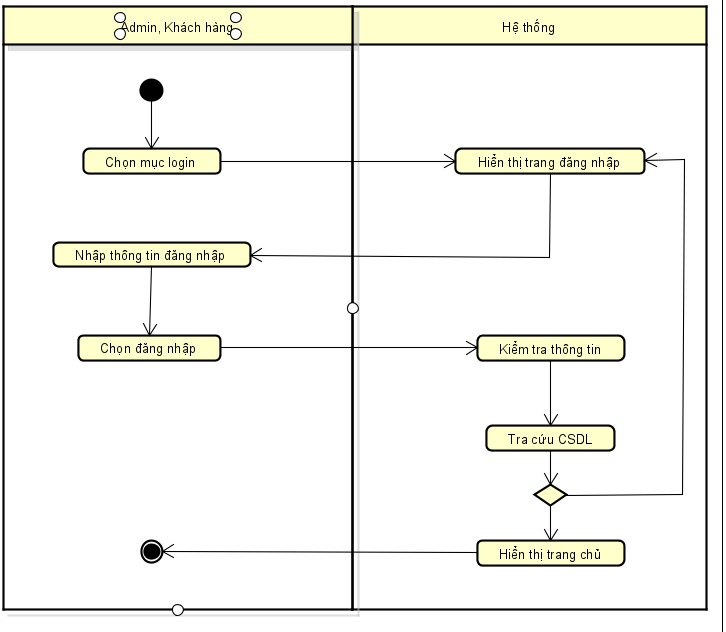 Admin, Khách hàng
Hệ thống
Chọn mục login
Hiển thị trang đăng nhập
Nhập thông tin đăng nhập
Chọn đăng nhập
Kiểm tra thông tin
Tra cứu CSDL
Hiển thị trang chủ